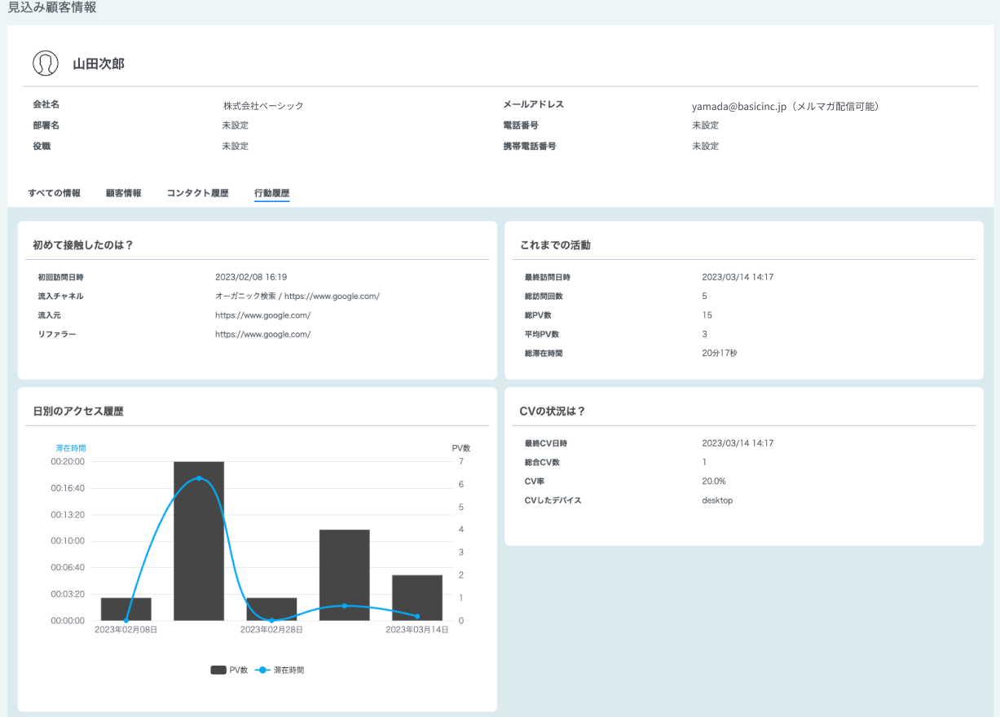 見込み顧客情報
山田次郎
会社名 株式会社ベーシック メールアドレス yamada@basicinc.jp（メルマガ配信可能）
部署名 未設定 電話番号 未設定
役職 未設定 携帯電話番号 未設定
すべての情報 顧客情報 コンタクト履歴 行動履歴
初めて接触したのは？
初回訪問日時 2023/02/08 16:19
流入チャネル オーガニック検索 / https://www.google.com/
流入元 https://www.google.com/
リファラー https://www.google.com/
これまでの活動
最終訪問日時 2023/03/14 14:17
総訪問回数 5
総PV数 15
平均PV数 3
総滞在時間 20分17秒
日別のアクセス履歴
滞在時間 PV数
00:20:00 7
00:16:40 6
00:13:20 5
00:10:00 4
00:06:40 3
00:03:20 2
00:00:00 1
0
2023年02月08日 2023年02月28日 2023年03月14日
PV数 滞在時間
CVの状況は？
最終CV日時 2023/03/14 14:17
総合CV数 1
CV率 20.0%
CVしたデバイス desktop